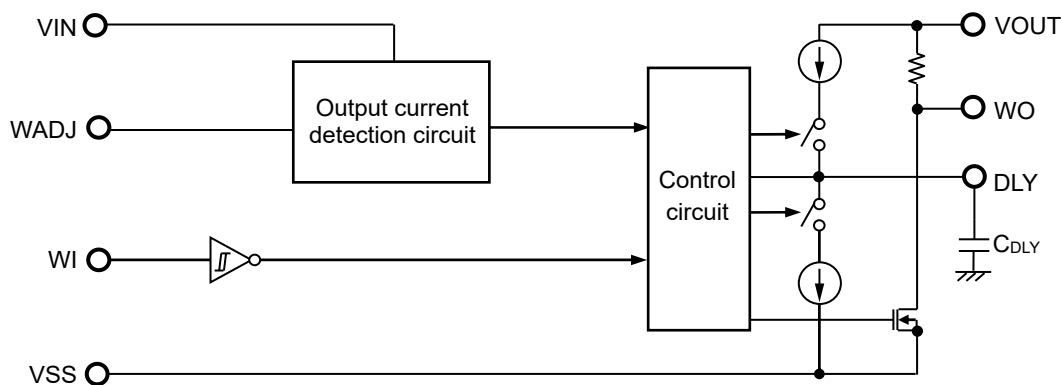 VIN
VOUT
Output current
detection circuit
WADJ
WO
Control
circuit
DLY
WI
CDLY
VSS